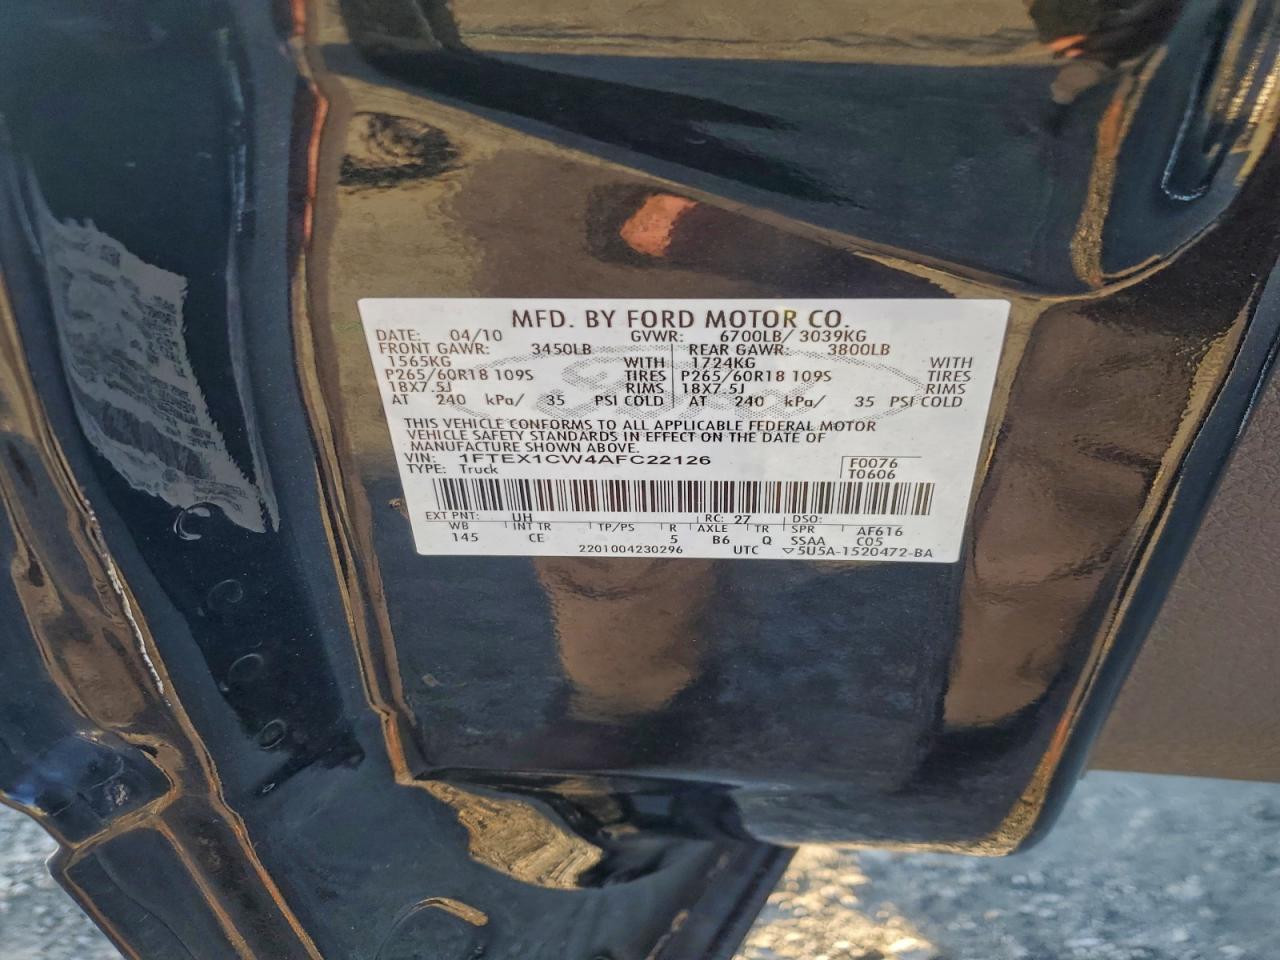 MFD. BY FORD MOTOR CO.
DATE: 04/10 GVWR: 6700LB/ 3039KG
FRONT GAWR: 3450LB REAR GAWR: 3800LB
1565KG WITH 1724KG WITH
P265/60R18 109S TIRES P265/60R18 109S TIRES
18X7.5J RIMS 18X7.5J RIMS
AT 240 kPa/ 35 PSI COLD AT 240 kPa/ 35 PSI COLD
THIS VEHICLE CONFORMS TO ALL APPLICABLE FEDERAL MOTOR
VEHICLE SAFETY STANDARDS IN EFFECT ON THE DATE OF
MANUFACTURE SHOWN ABOVE.
VIN: 1FTEX1CW4AFC22126
TYPE: Truck
F0076
T0606
EXT PNT: UH RC: 27 DSO:
WB INT TR TP/PS R AXLE TR SPR AF616
145 CE 5 B6 Q SSAA C05
2201004230296 UTC ▽5U5A-1520472-BA